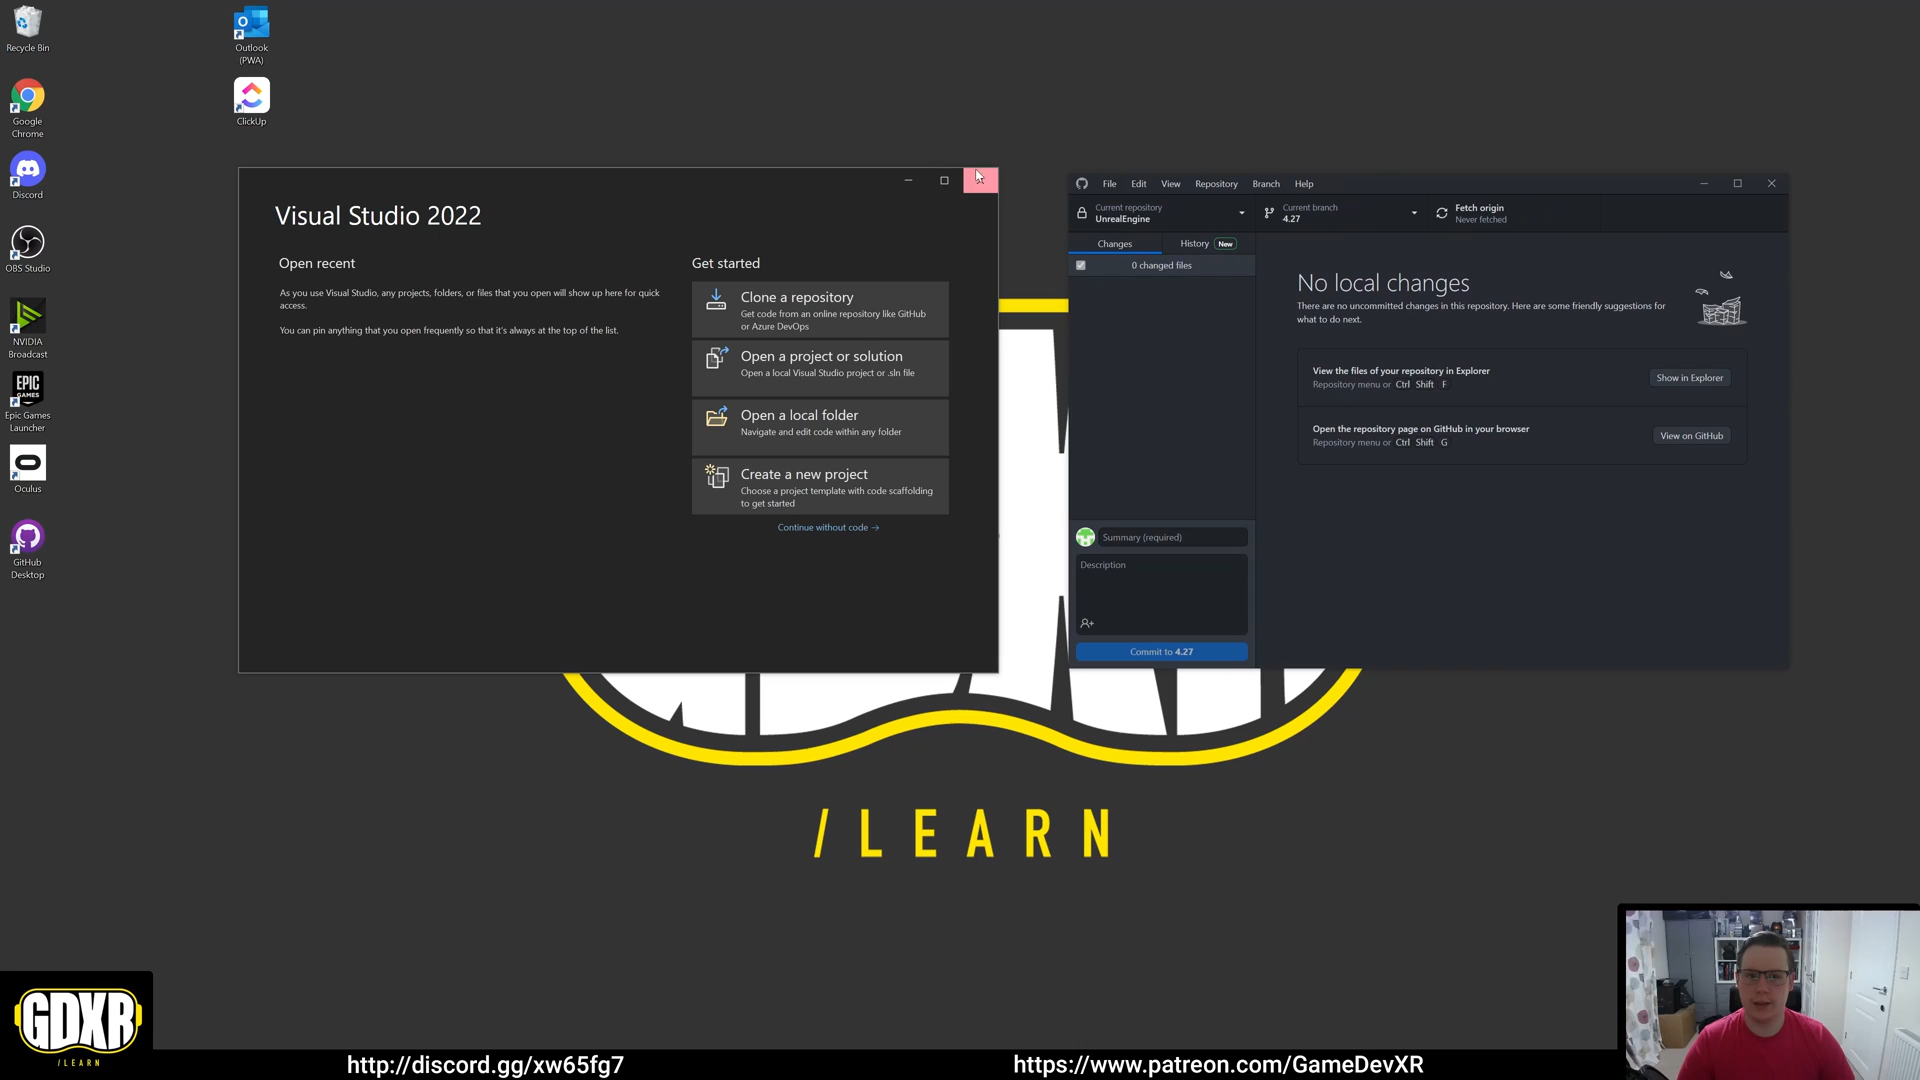 Recycle Bin
Google
Chrome
Discord
OBS Studio
NVIDIA
Broadcast
EPIC
GAMES
Epic Games
Launcher
Oculus
GitHub
Desktop
Outlook
(PWA)
ClickUp
Visual Studio 2022
Open recent
As you use Visual Studio, any projects, folders, or files that you open will show up here for quick
access.
You can pin anything that you open frequently so that it's always at the top of the list.
Get started
Clone a repository
Get code from an online repository like GitHub
or Azure DevOps
Open a project or solution
Open a local Visual Studio project or .sln file
Open a local folder
Navigate and edit code within any folder
Create a new project
Choose a project template with code scaffolding
to get started
Continue without code →
File Edit View Repository Branch Help
Current repository
UnrealEngine
Current branch
4.27
Fetch origin
Never fetched
Changes
History New
0 changed files
No local changes
There are no uncommitted changes in this repository. Here are some friendly suggestions for
what to do next.
View the files of your repository in Explorer
Repository menu or Ctrl Shift F
Show in Explorer
Open the repository page on GitHub in your browser
Repository menu or Ctrl Shift G
View on GitHub
Summary (required)
Description
Commit to 4.27
/LEARN
GDXR
/LEARN
http://discord.gg/xw65fg7
https://www.patreon.com/GameDevXR